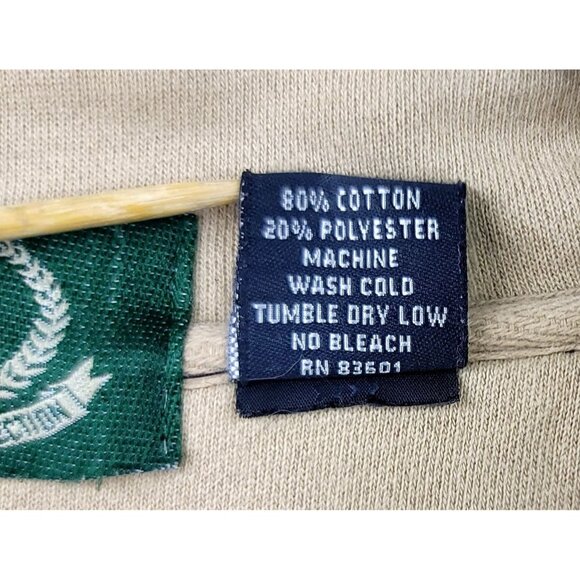 80% COTTON
20% POLYESTER
MACHINE
WASH COLD
TUMBLE DRY LOW
NO BLEACH
RN 83601